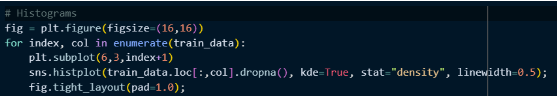 # Histograms
fig = plt.figure(figsize=(16,16))
for index, col in enumerate(train_data):
    plt.subplot(6,3,index+1)
    sns.histplot(train_data.loc[:,col].dropna(), kde=True, stat="density", linewidth=0.5);
    fig.tight_layout(pad=1.0);